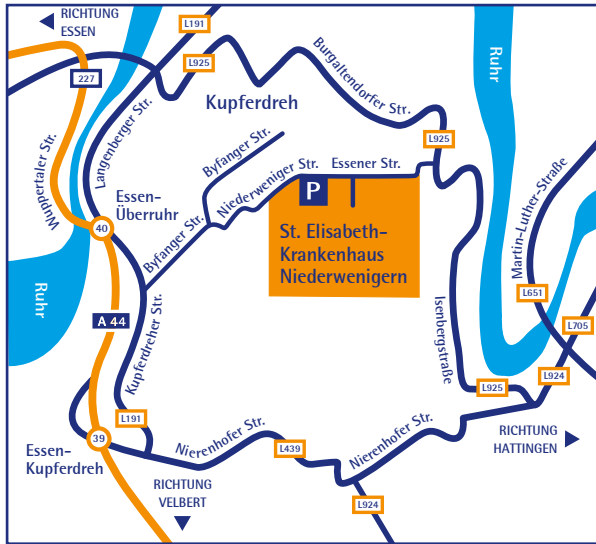 RICHTUNG
ESSEN
L191
227
L925
Burgaltendorfer Str.
Ruhr
Kupferdreh
Wuppertaler Str.
Langenberger Str.
Byfanger Str.
L925
Niederweniger Str.
Essener Str.
P
Martin-Luther-Straße
Essen-
Überruhr
40
Byfanger Str.
St. Elisabeth-
Krankenhaus
Niederwenigern
Ruhr
L651
Isenbergstraße
A 44
Kupferdreher Str.
L705
L924
L925
L191
39
Essen-
Kupferdreh
Nierenhofer Str.
L439
Nierenhofer Str.
RICHTUNG
HATTINGEN
RICHTUNG
VELBERT
L924